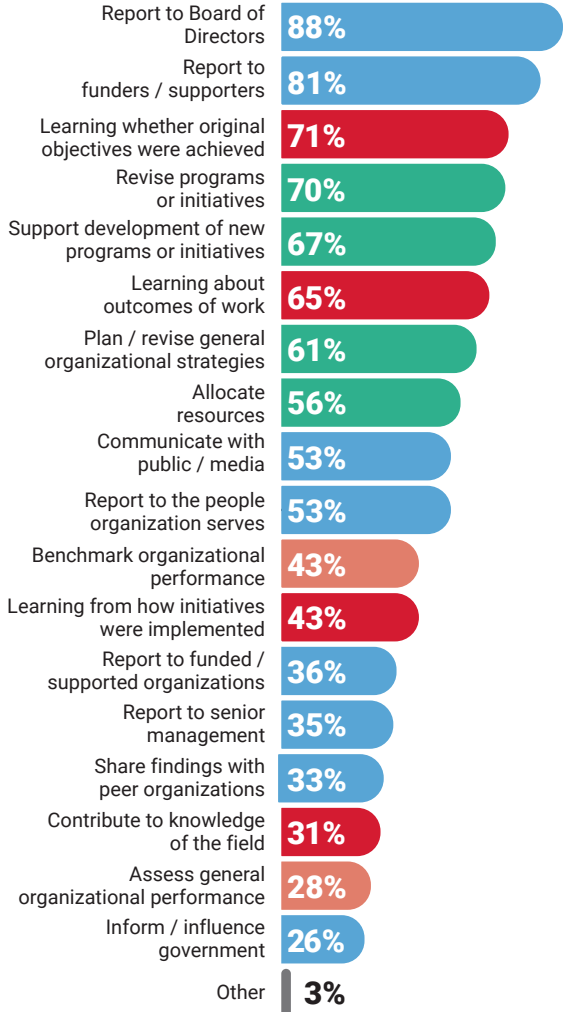 Report to Board of
Directors
88%
Report to
funders / supporters
81%
Learning whether original
objectives were achieved
71%
Revise programs
or initiatives
70%
Support development of new
programs or initiatives
67%
Learning about
outcomes of work
65%
Plan / revise general
organizational strategies
61%
Allocate
resources
56%
Communicate with
public / media
53%
Report to the people
organization serves
53%
Benchmark organizational
performance
43%
Learning from how initiatives
were implemented
43%
Report to funded /
supported organizations
36%
Report to senior
management
35%
Share findings with
peer organizations
33%
Contribute to knowledge
of the field
31%
Assess general
organizational performance
28%
Inform / influence
government
26%
Other
3%